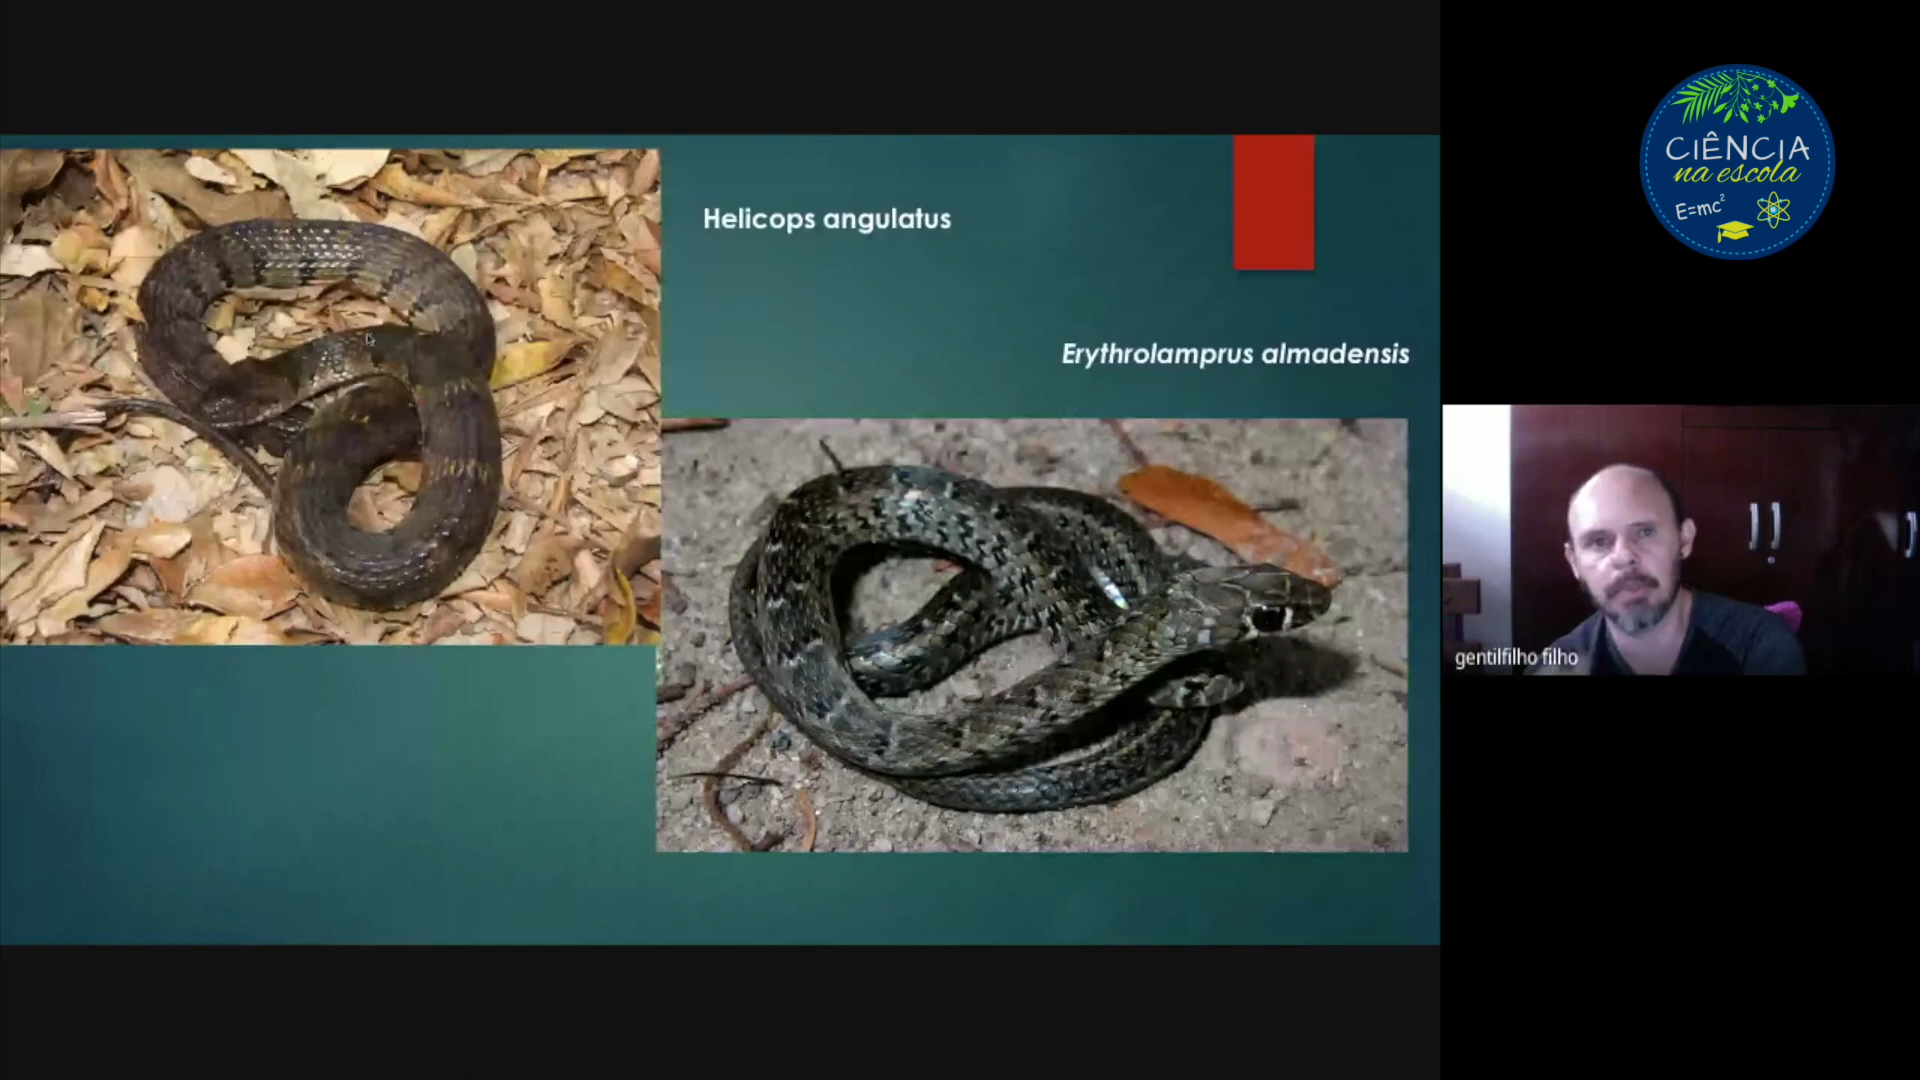 Helicops angulatus
Erythrolamprus almadensis
CIÊNCIA
na escola
E=mc²
gentilfilho filho